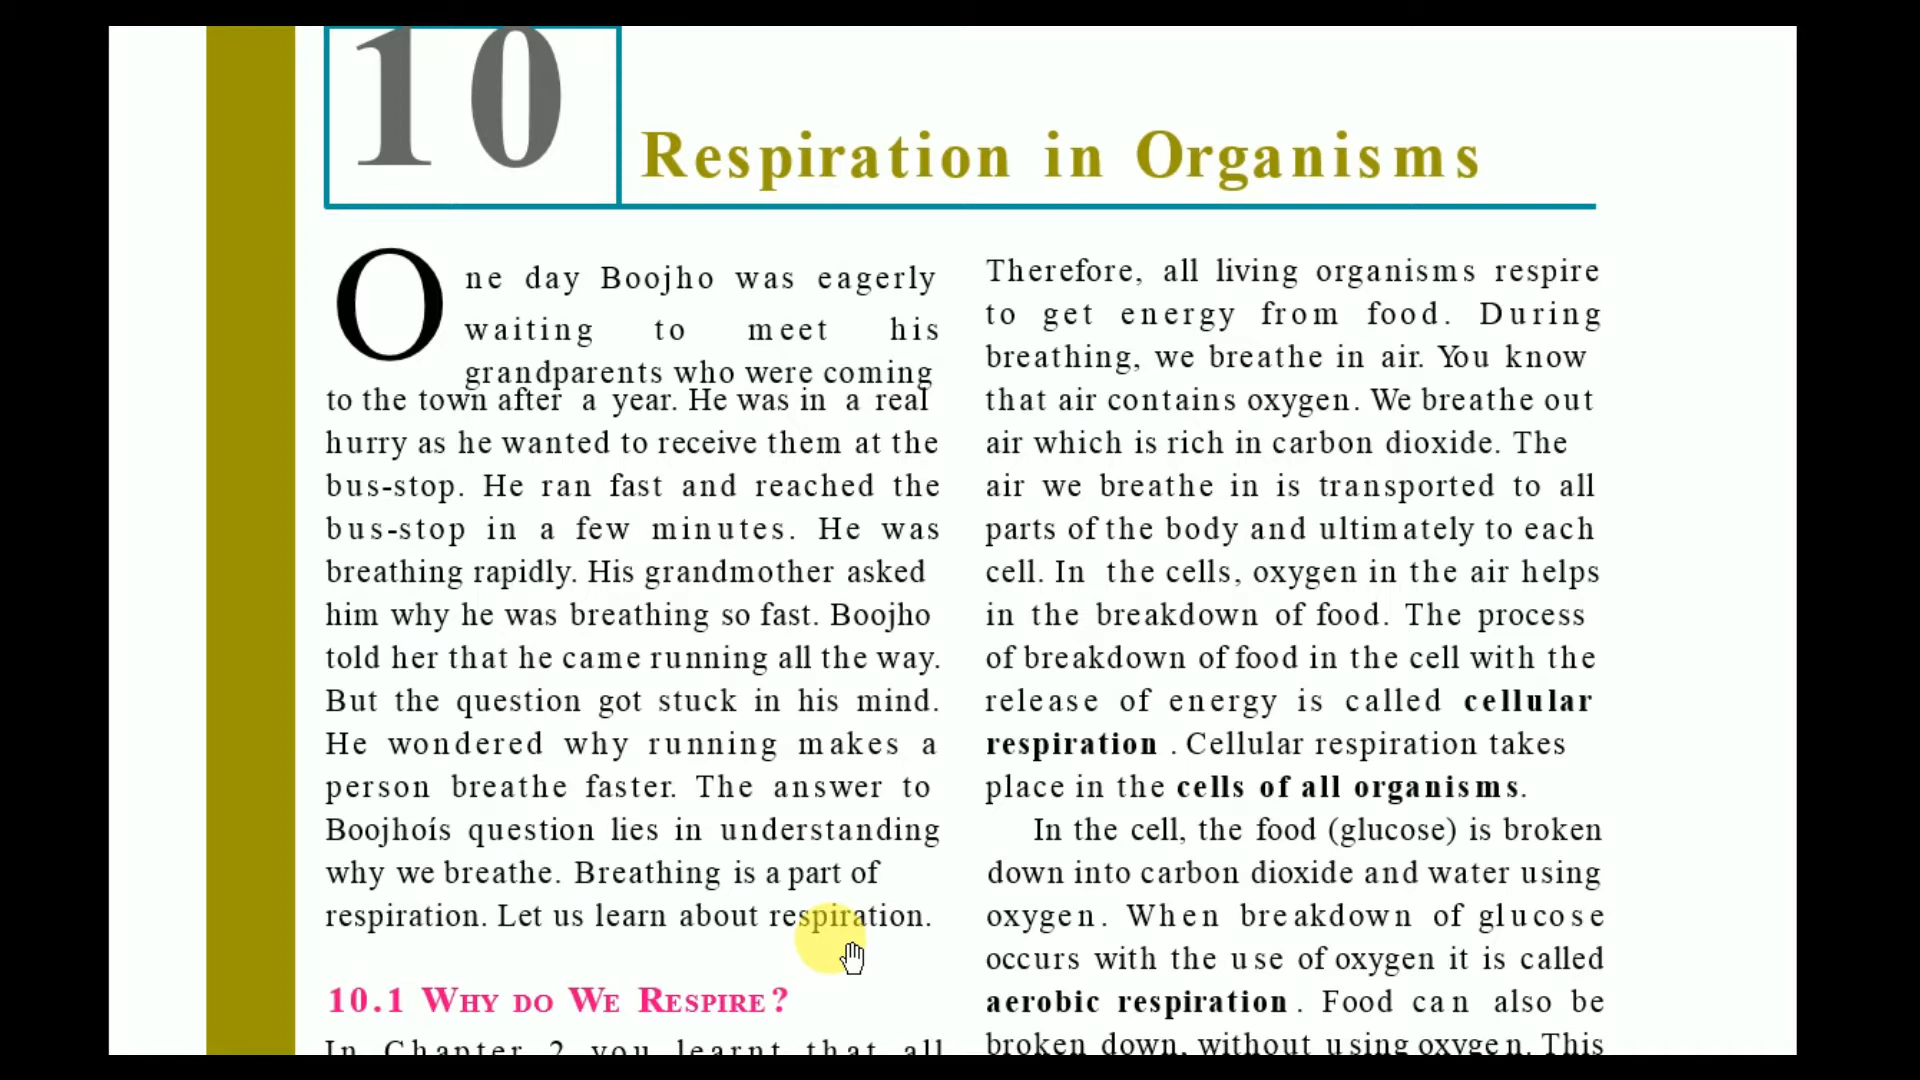 10
Respiration in Organisms
One day Boojho was eagerly
waiting to meet his
grandparents who were coming
to the town after a year. He was in a real
hurry as he wanted to receive them at the
bus-stop. He ran fast and reached the
bus-stop in a few minutes. He was
breathing rapidly. His grandmother asked
him why he was breathing so fast. Boojho
told her that he came running all the way.
But the question got stuck in his mind.
He wondered why running makes a
person breathe faster. The answer to
Boojhoís question lies in understanding
why we breathe. Breathing is a part of
respiration. Let us learn about respiration.
10.1 WHY DO WE RESPIRE?
In Chapter 2 you learnt that all
Therefore, all living organisms respire
to get energy from food. During
breathing, we breathe in air. You know
that air contains oxygen. We breathe out
air which is rich in carbon dioxide. The
air we breathe in is transported to all
parts of the body and ultimately to each
cell. In the cells, oxygen in the air helps
in the breakdown of food. The process
of breakdown of food in the cell with the
release of energy is called cellular
respiration . Cellular respiration takes
place in the cells of all organisms.
In the cell, the food (glucose) is broken
down into carbon dioxide and water using
oxygen. When breakdown of glucose
occurs with the use of oxygen it is called
aerobic respiration . Food can also be
broken down, without using oxygen. This